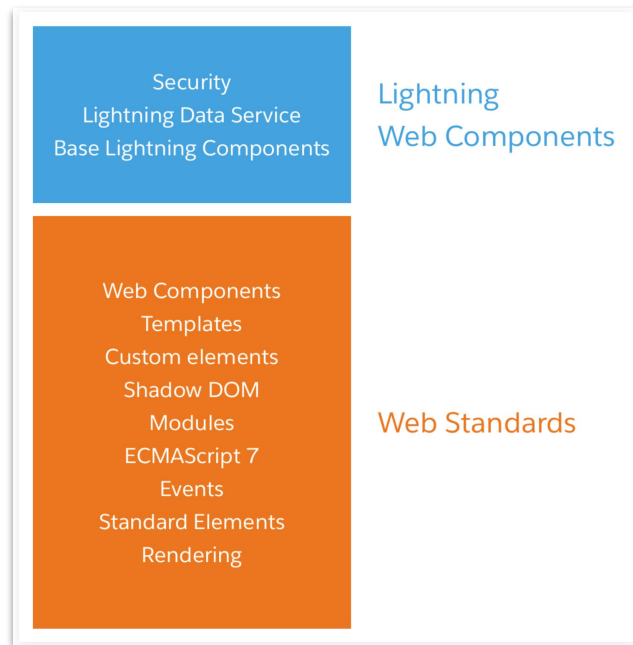 Security
Lightning Data Service
Base Lightning Components
Lightning
Web Components
Web Components
Templates
Custom elements
Shadow DOM
Modules
ECMAScript 7
Events
Standard Elements
Rendering
Web Standards